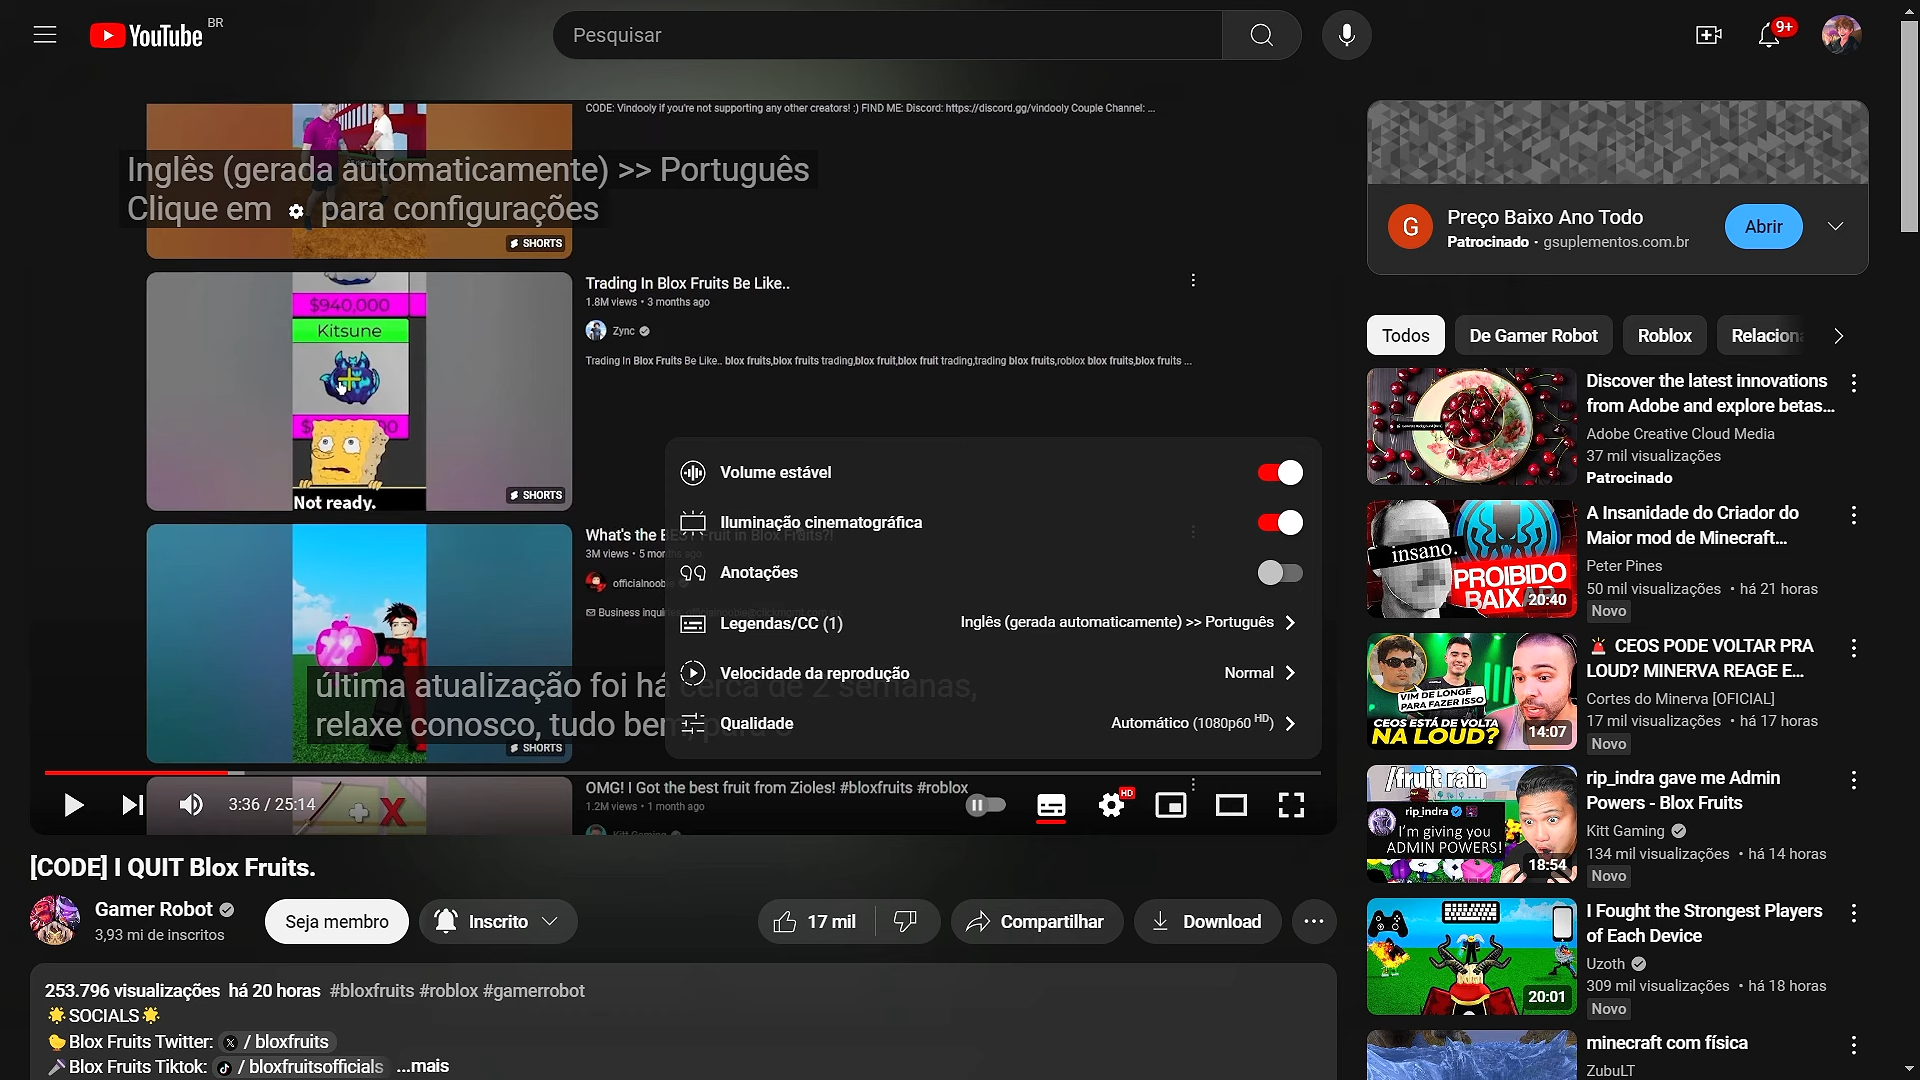 YouTube BR
Pesquisar
9+
CODE: Vindooly if you're not supporting any other creators! :) FIND ME: Discord: https://discord.gg/vindooly Couple Channel: ...
Inglês (gerada automaticamente) >> Português
Clique em para configurações
SHORTS
$940,000
Kitsune
Not ready.
SHORTS
Trading In Blox Fruits Be Like..
1.8M views • 3 months ago
Zync
Trading In Blox Fruits Be Like.. blox fruits,blox fruits trading,blox fruit,blox fruit trading,trading blox fruits,roblox blox fruits,blox fruits ...
What's the BEST Fruit in Blox Fruits?!
3M views • 5 months ago
officialnoobie
Business inquiries: officialnoobie@clickmgmt.com.au
Volume estável
Iluminação cinematográfica
Anotações
Legendas/CC (1) Inglês (gerada automaticamente) >> Português
Velocidade da reprodução Normal
Qualidade Automático (1080p60 HD)
última atualização foi há cerca de 2 semanas,
relaxe conosco, tudo bem, para o
SHORTS
OMG! I Got the best fruit from Zioles! #bloxfruits #roblox
1.2M views • 1 month ago
Kitt Gaming
X
3:36 / 25:14
HD
[CODE] I QUIT Blox Fruits.
Gamer Robot
3,93 mi de inscritos
Seja membro
Inscrito
17 mil
Compartilhar
Download
253.796 visualizações há 20 horas #bloxfruits #roblox #gamerrobot
SOCIALS
Blox Fruits Twitter: / bloxfruits
Blox Fruits Tiktok: / bloxfruitsofficials ...mais
G
Preço Baixo Ano Todo
Patrocinado • gsuplementos.com.br
Abrir
Todos
De Gamer Robot
Roblox
Relaciona
Discover the latest innovations
from Adobe and explore betas...
Adobe Creative Cloud Media
37 mil visualizações
Patrocinado
insano.
PROIBIDO
BAIXAR
20:40
A Insanidade do Criador do
Maior mod de Minecraft...
Peter Pines
50 mil visualizações • há 21 horas
Novo
VIM DE LONGE
PARA FAZER ISSO
CEOS ESTÁ DE VOLTA
NA LOUD?
14:07
CEOS PODE VOLTAR PRA
LOUD? MINERVA REAGE E...
Cortes do Minerva [OFICIAL]
17 mil visualizações • há 17 horas
Novo
/fruit rain
rip_indra
I'm giving you
ADMIN POWERS!
18:54
rip_indra gave me Admin
Powers - Blox Fruits
Kitt Gaming
134 mil visualizações • há 14 horas
Novo
20:01
I Fought the Strongest Players
of Each Device
Uzoth
309 mil visualizações • há 18 horas
Novo
minecraft com física
ZubuLT